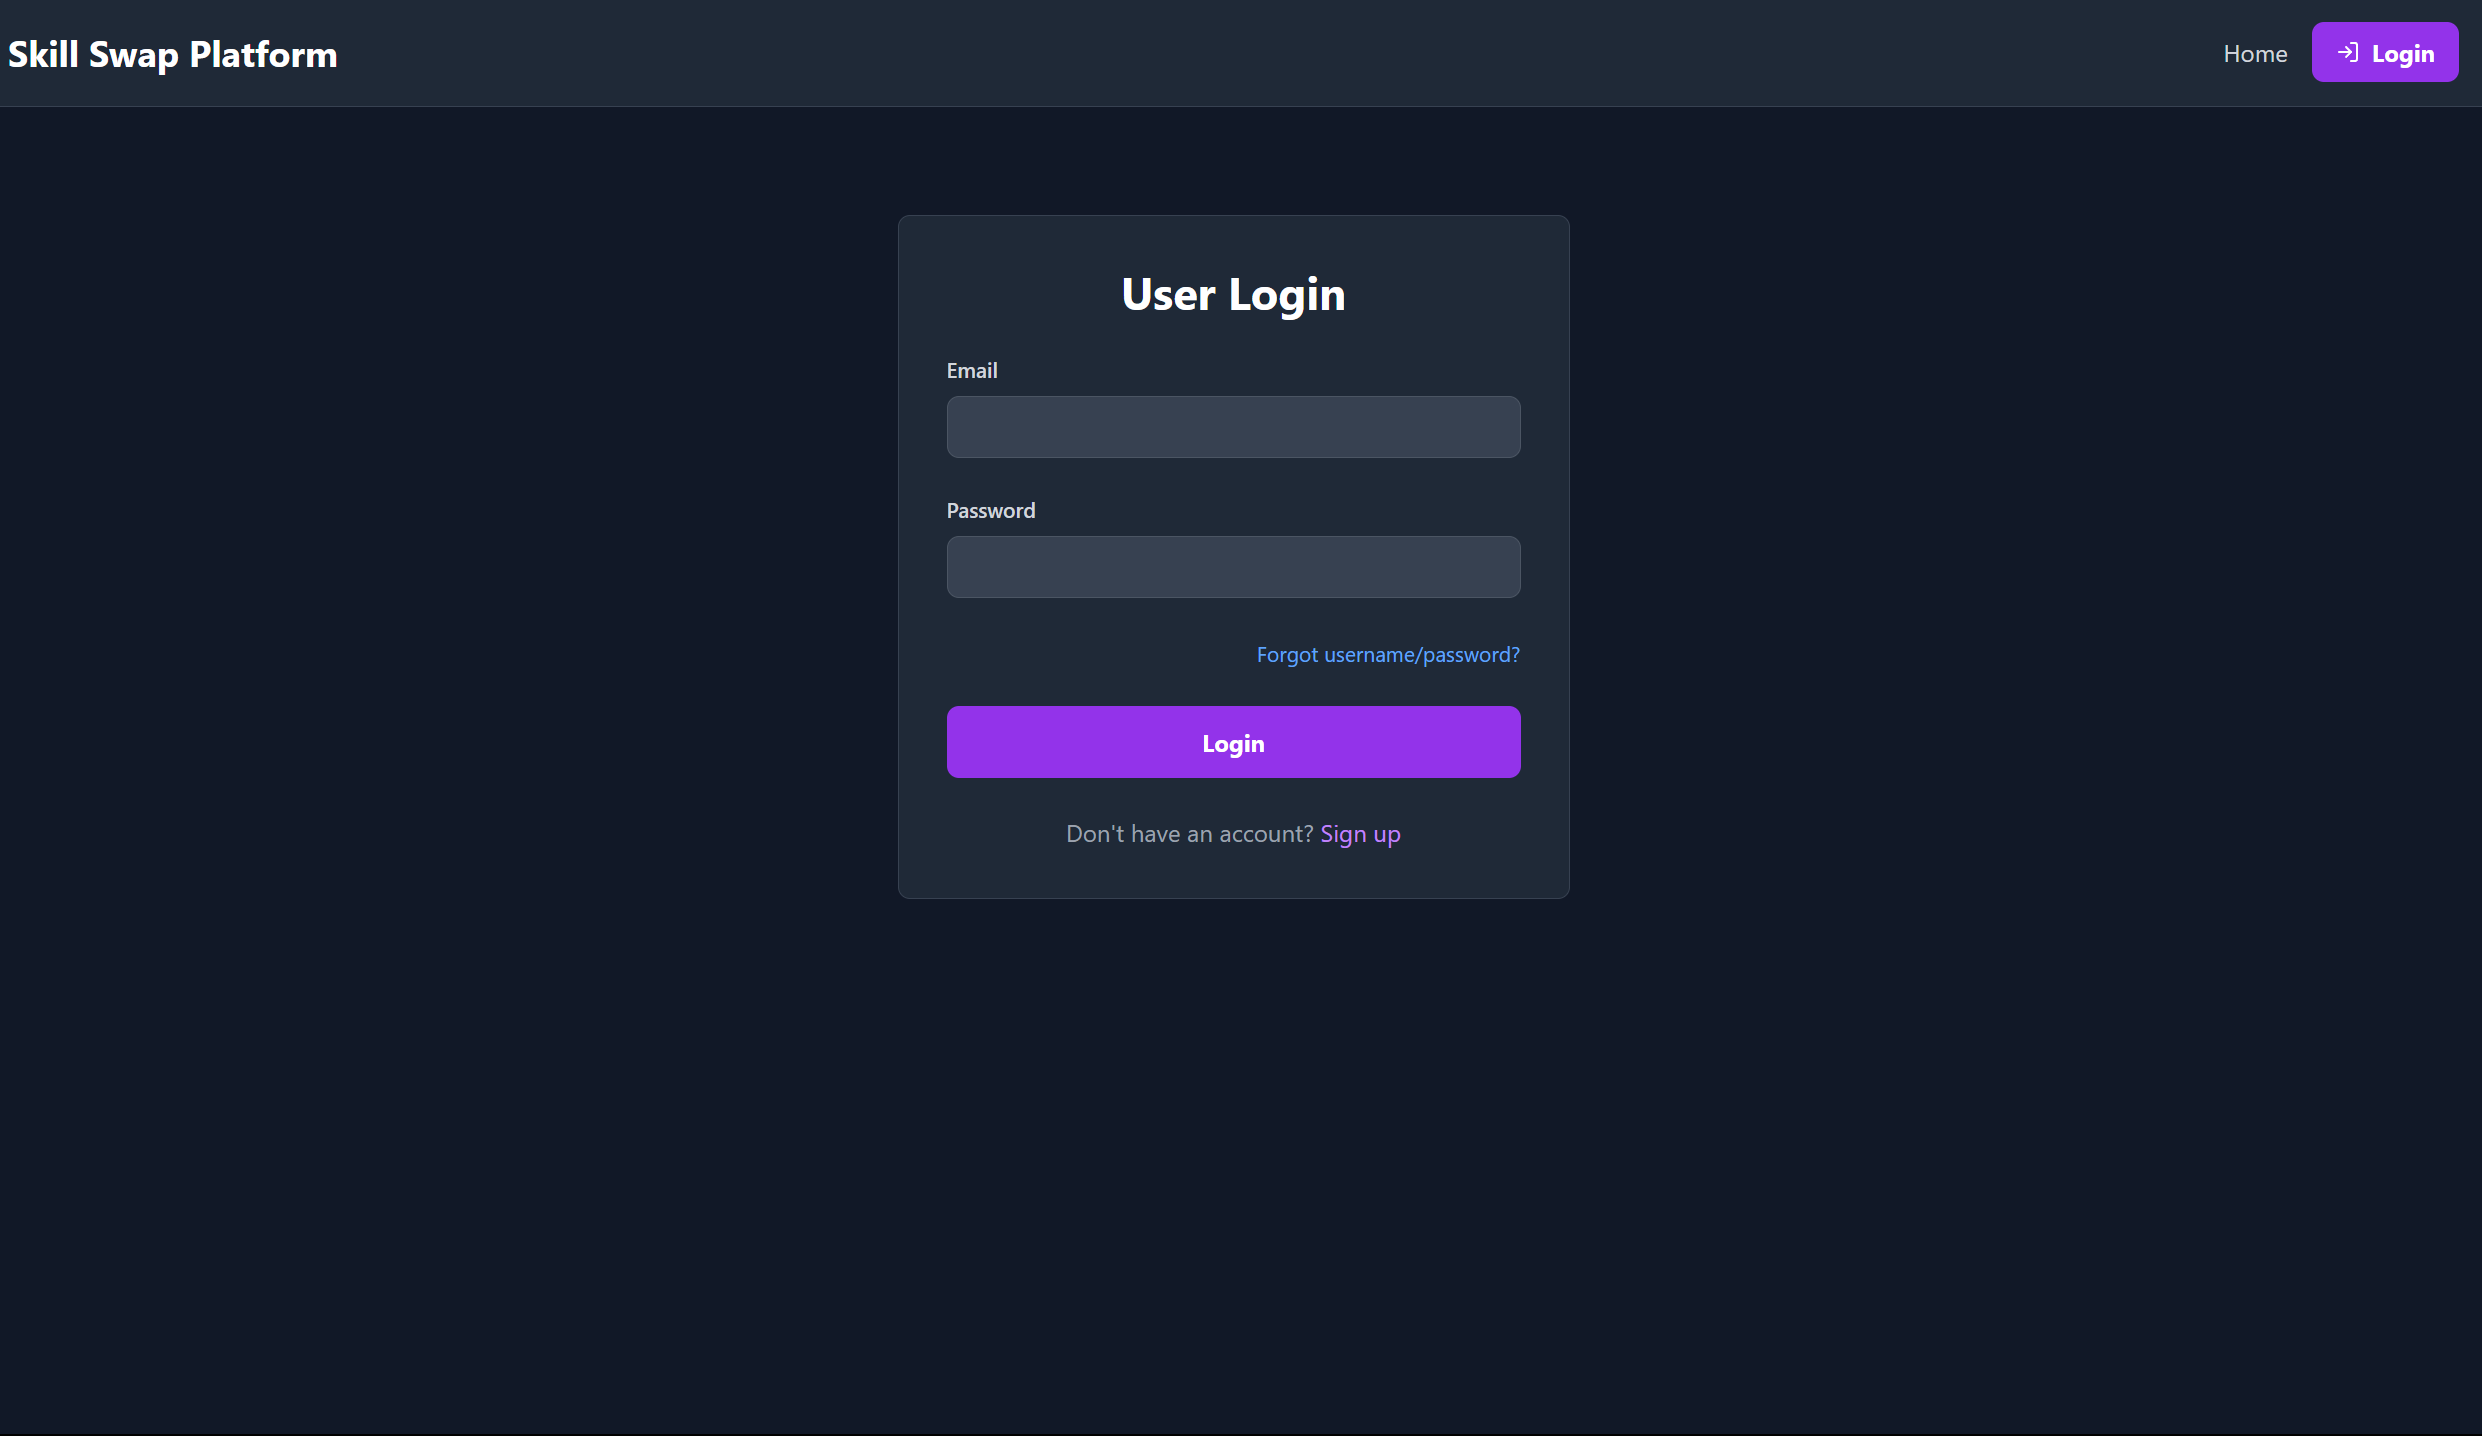 Skill Swap Platform
Home
Login
User Login
Email
Password
Forgot username/password?
Login
Don't have an account? Sign up